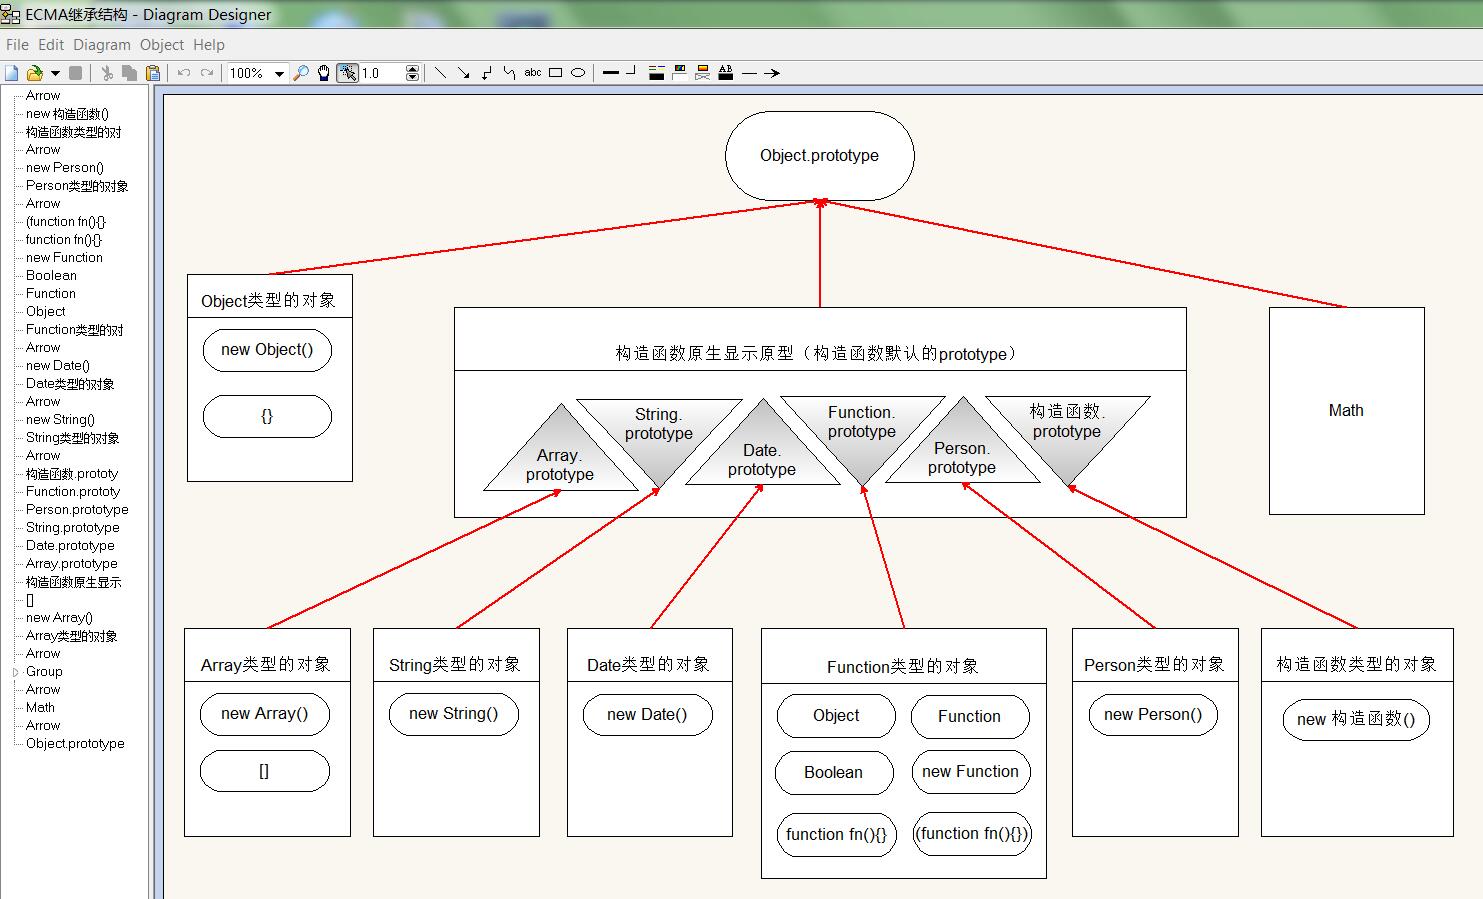 ECMA继承结构 - Diagram Designer
File Edit Diagram Object Help
100% 1.0 abc AB
Arrow
new 构造函数()
构造函数类型的对
Arrow
new Person()
Person类型的对象
Arrow
(function fn(){}
function fn(){}
new Function
Boolean
Function
Object
Function类型的对
Arrow
new Date()
Date类型的对象
Arrow
new String()
String类型的对象
Arrow
构造函数.prototy
Function.prototy
Person.prototype
String.prototype
Date.prototype
Array.prototype
构造函数原生显示
[]
new Array()
Array类型的对象
Arrow
Group
Arrow
Math
Arrow
Object.prototype
Object.prototype
Object类型的对象
new Object()
{}
构造函数原生显示原型（构造函数默认的prototype）
Array.
prototype
String.
prototype
Date.
prototype
Function.
prototype
Person.
prototype
构造函数.
prototype
Math
Array类型的对象
new Array()
[]
String类型的对象
new String()
Date类型的对象
new Date()
Function类型的对象
Object
Function
Boolean
new Function
function fn(){}
(function fn(){})
Person类型的对象
new Person()
构造函数类型的对象
new 构造函数()